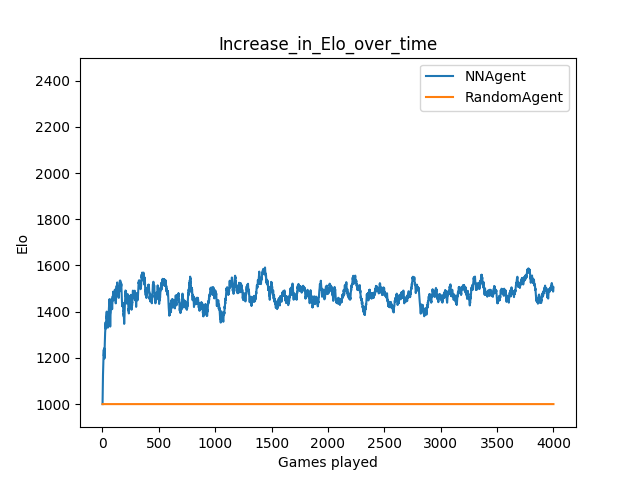 Increase_in_Elo_over_time
NNAgent
RandomAgent
2400
2200
2000
1800
1600
1400
1200
1000
Elo
0 500 1000 1500 2000 2500 3000 3500 4000
Games played